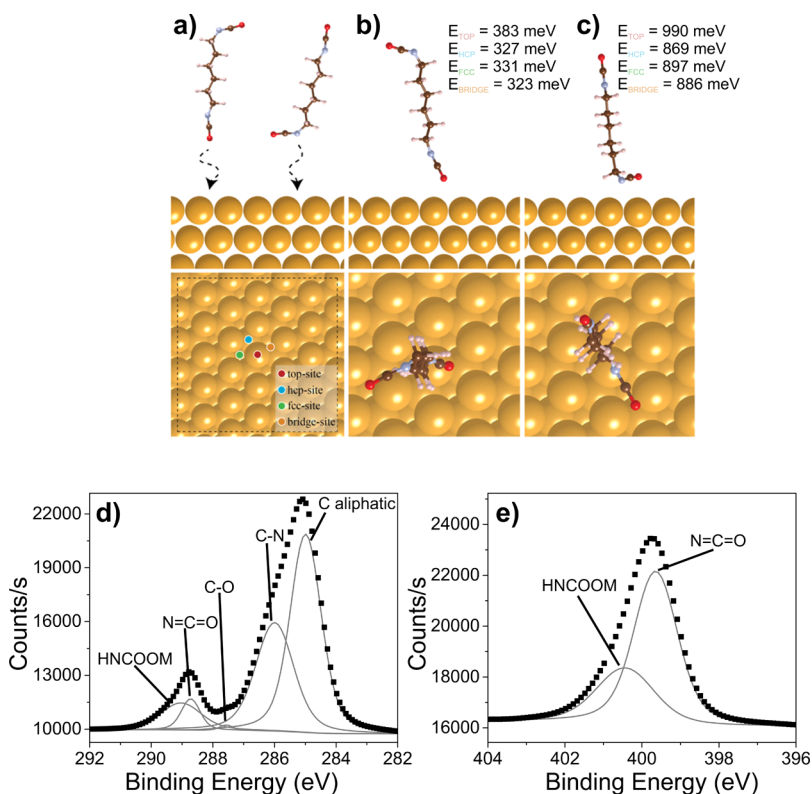 a)
b)
E_TOP = 383 meV
E_HCP = 327 meV
E_FCC = 331 meV
E_BRIDGE = 323 meV
c)
E_TOP = 990 meV
E_HCP = 869 meV
E_FCC = 897 meV
E_BRIDGE = 886 meV
top-site
hcp-site
fcc-site
bridge-site
d)
C aliphatic
C-N
C-O
N=C=O
HNCOOM
22000
19000
16000
13000
10000
Counts/s
292 290 288 286 284 282
Binding Energy (eV)
e)
N=C=O
HNCOOM
24000
22000
20000
18000
16000
Counts/s
404 402 400 398 396
Binding Energy (eV)